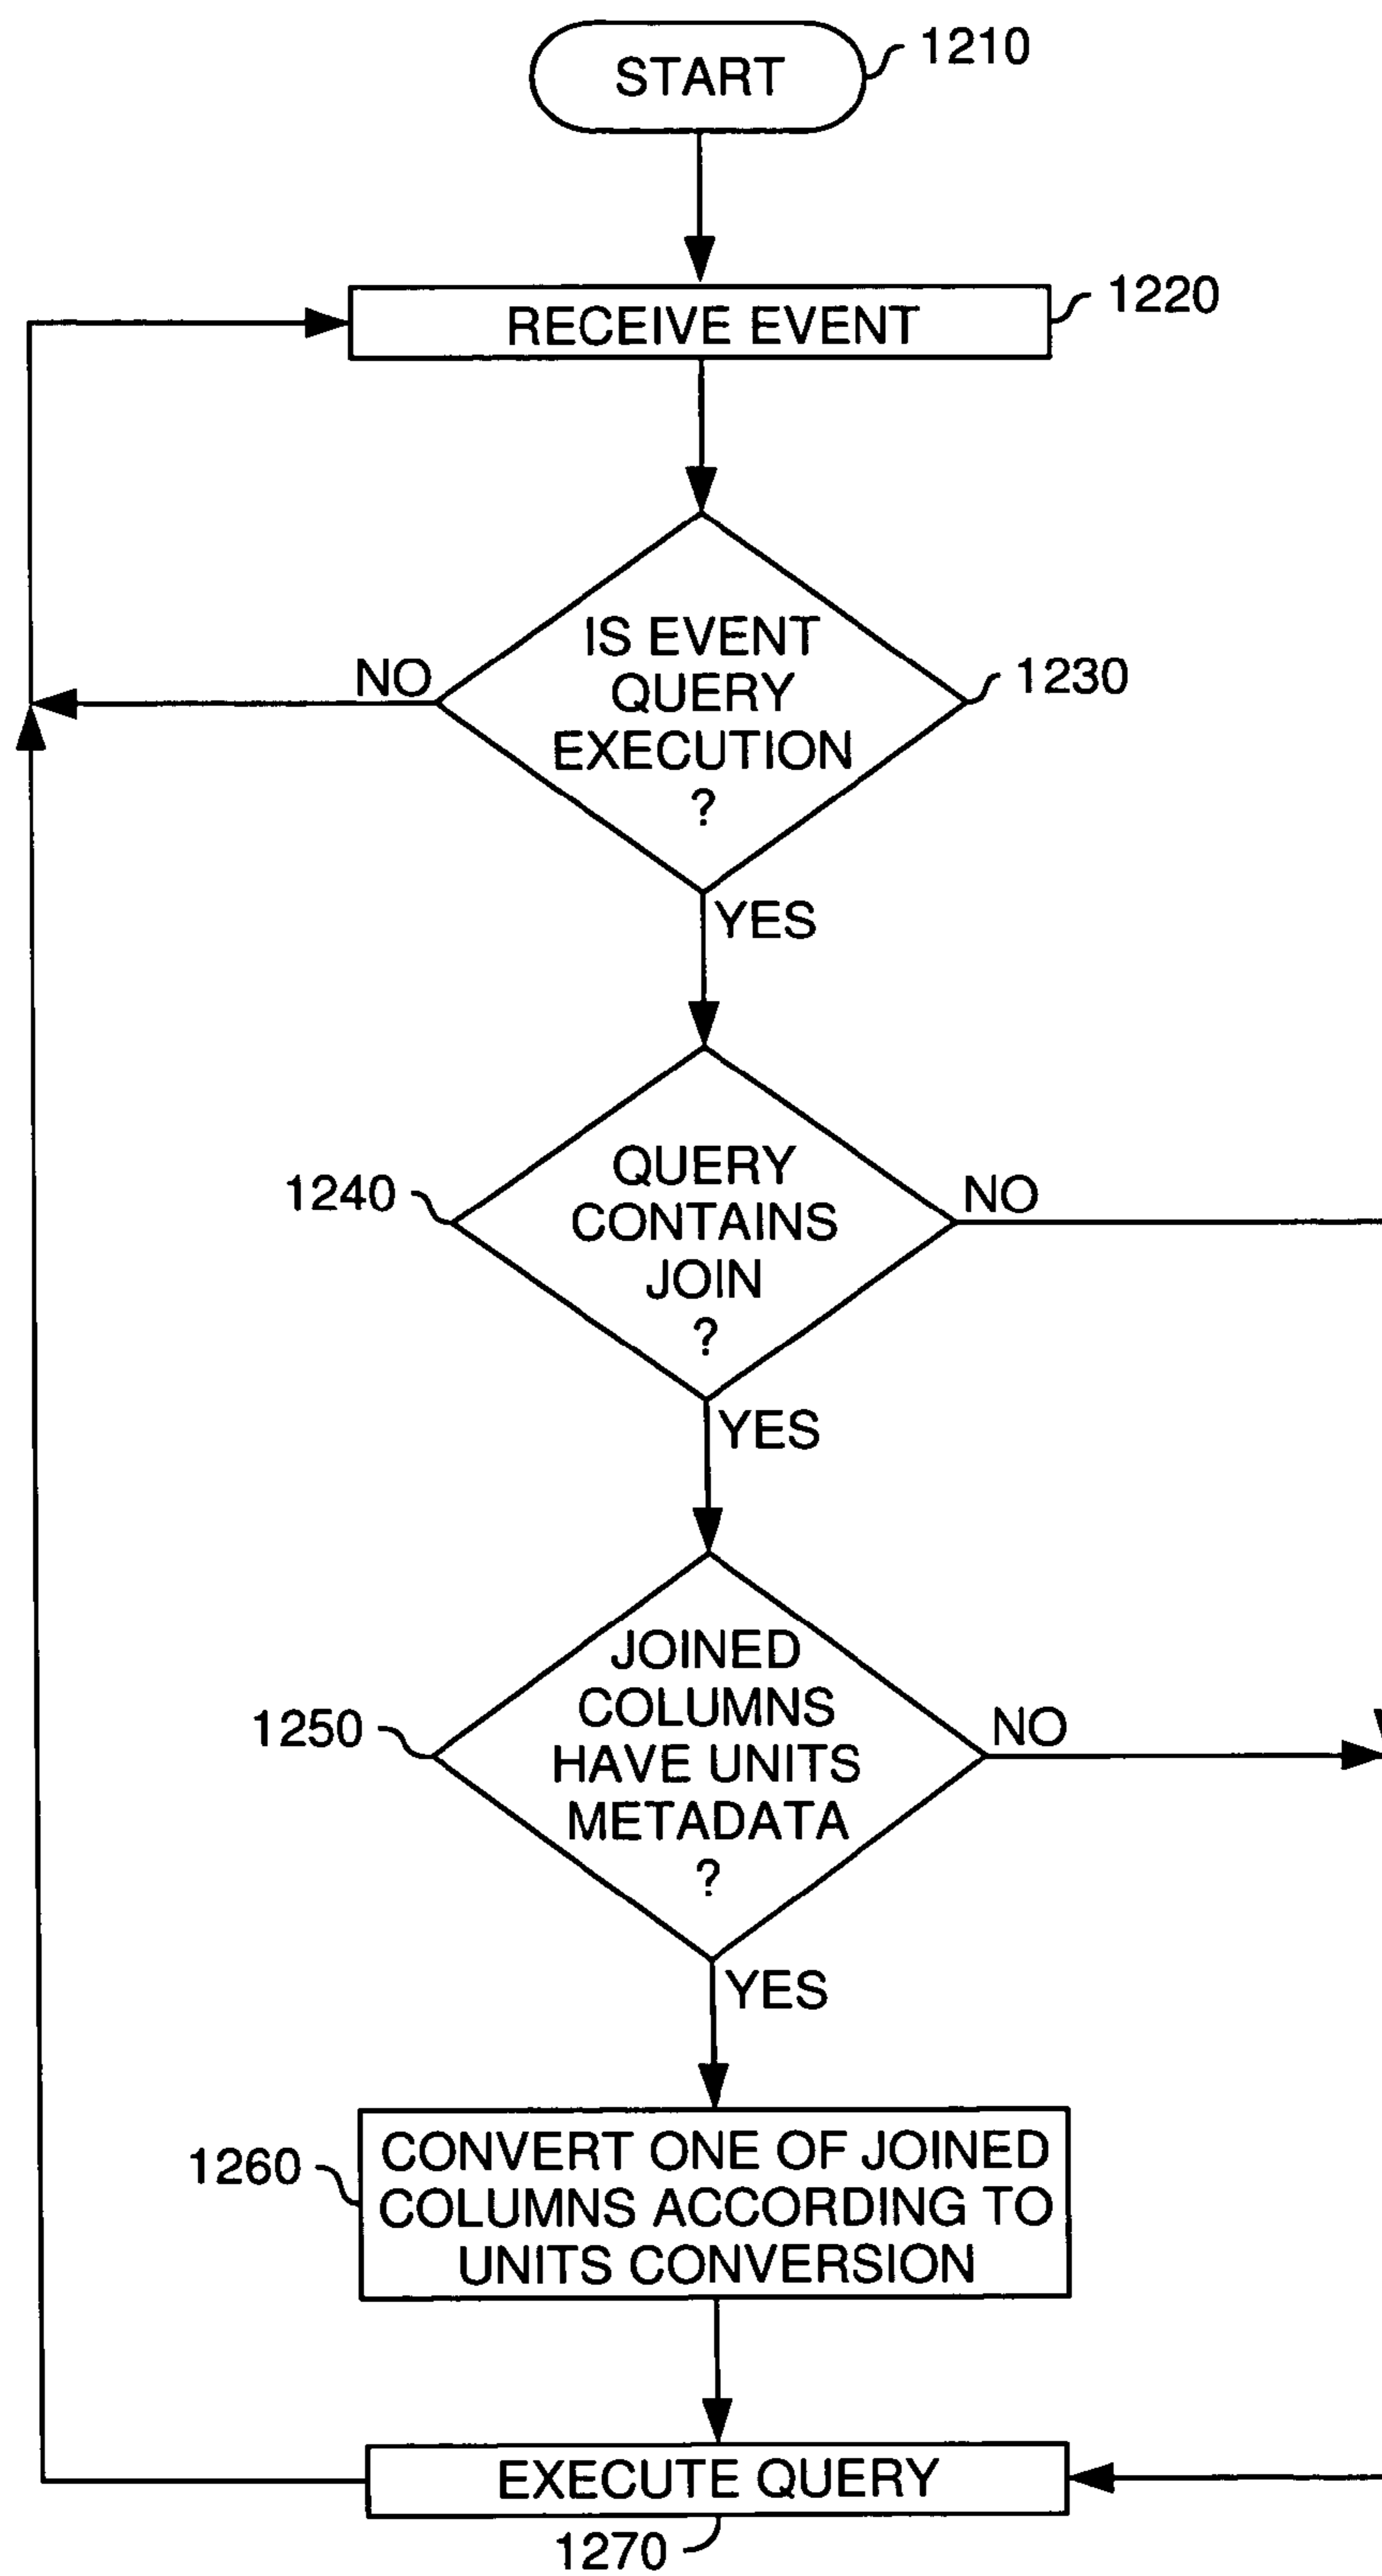 START
1210
RECEIVE EVENT
1220
IS EVENT
QUERY
EXECUTION
?
1230
NO
YES
QUERY
CONTAINS
JOIN
?
1240
NO
YES
JOINED
COLUMNS
HAVE UNITS
METADATA
?
1250
NO
YES
CONVERT ONE OF JOINED
COLUMNS ACCORDING TO
UNITS CONVERSION
1260
EXECUTE QUERY
1270